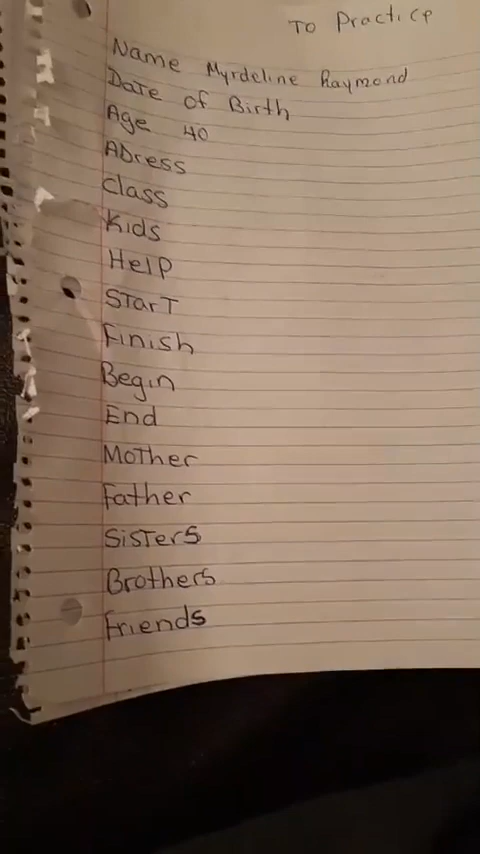 To Practice
Name Myrdeline Raymond
Date of Birth
Age 40
ADress
Class
Kids
Help
Start
Finish
Begin
End
Mother
Father
Sisters
Brothers
Friends